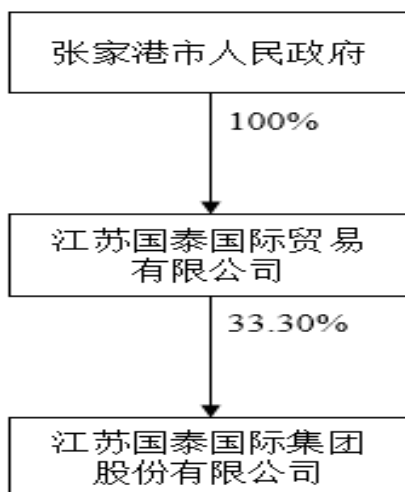 张家港市人民政府
100%
江苏国泰国际贸易
有限公司
33.30%
江苏国泰国际集团
股份有限公司